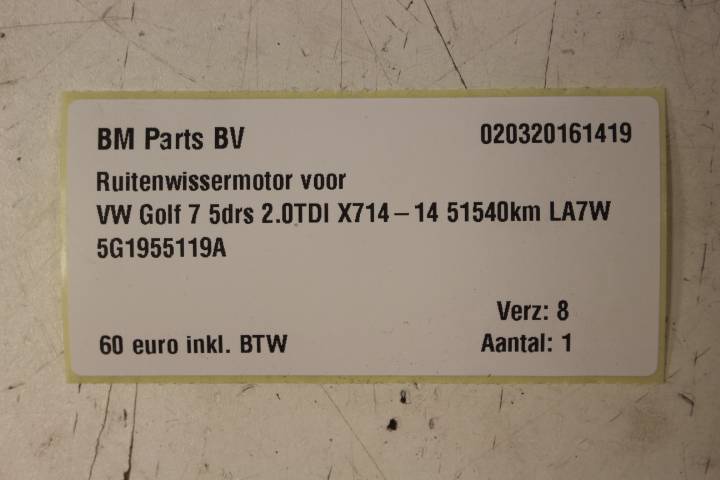 BM Parts BV 020320161419
Ruitenwissermotor voor
VW Golf 7 5drs 2.0TDI X714-14 51540km LA7W
5G1955119A
Verz: 8
60 euro inkl. BTW Aantal: 1